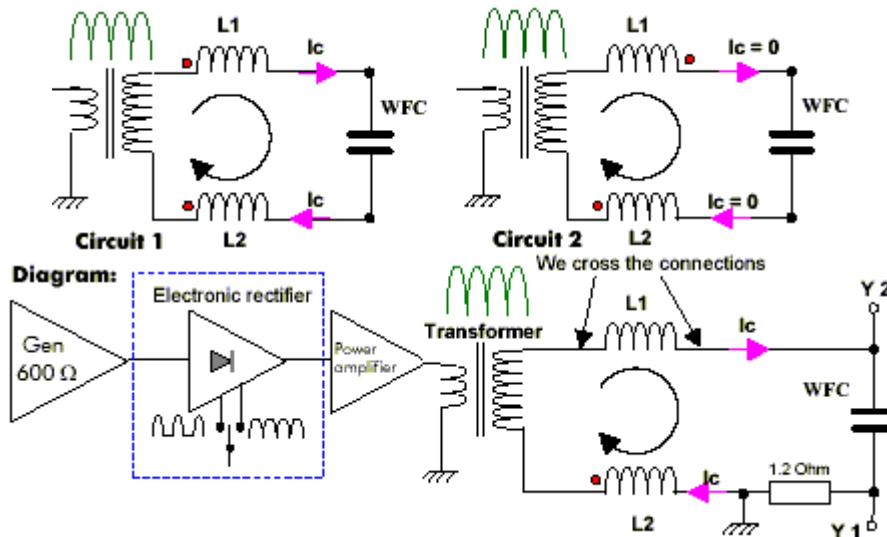 L1
Ic
WFC
Ic
L2
Circuit 1
L1
Ic = 0
WFC
Ic = 0
L2
Circuit 2
We cross the connections
Diagram:
Electronic rectifier
Gen
600 Ω
Power
amplifier
Transformer
L1
Ic
Y 2
WFC
Ic
1.2 Ohm
L2
Y 1